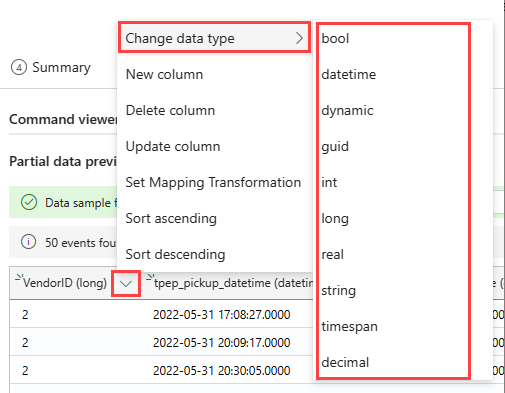 Change data type
bool
4 Summary
New column
datetime
Delete column
dynamic
Command viewer
Update column
guid
Partial data previ
Set Mapping Transformation
int
Data sample f
Sort ascending
long
50 events fou
Sort descending
real
VendorID (long)
tpep_pickup_datetime (datetim
string
2
2022-05-31 17:08:27.0000
timespan
2
2022-05-31 20:09:17.0000
decimal
2
2022-05-31 20:30:05.0000